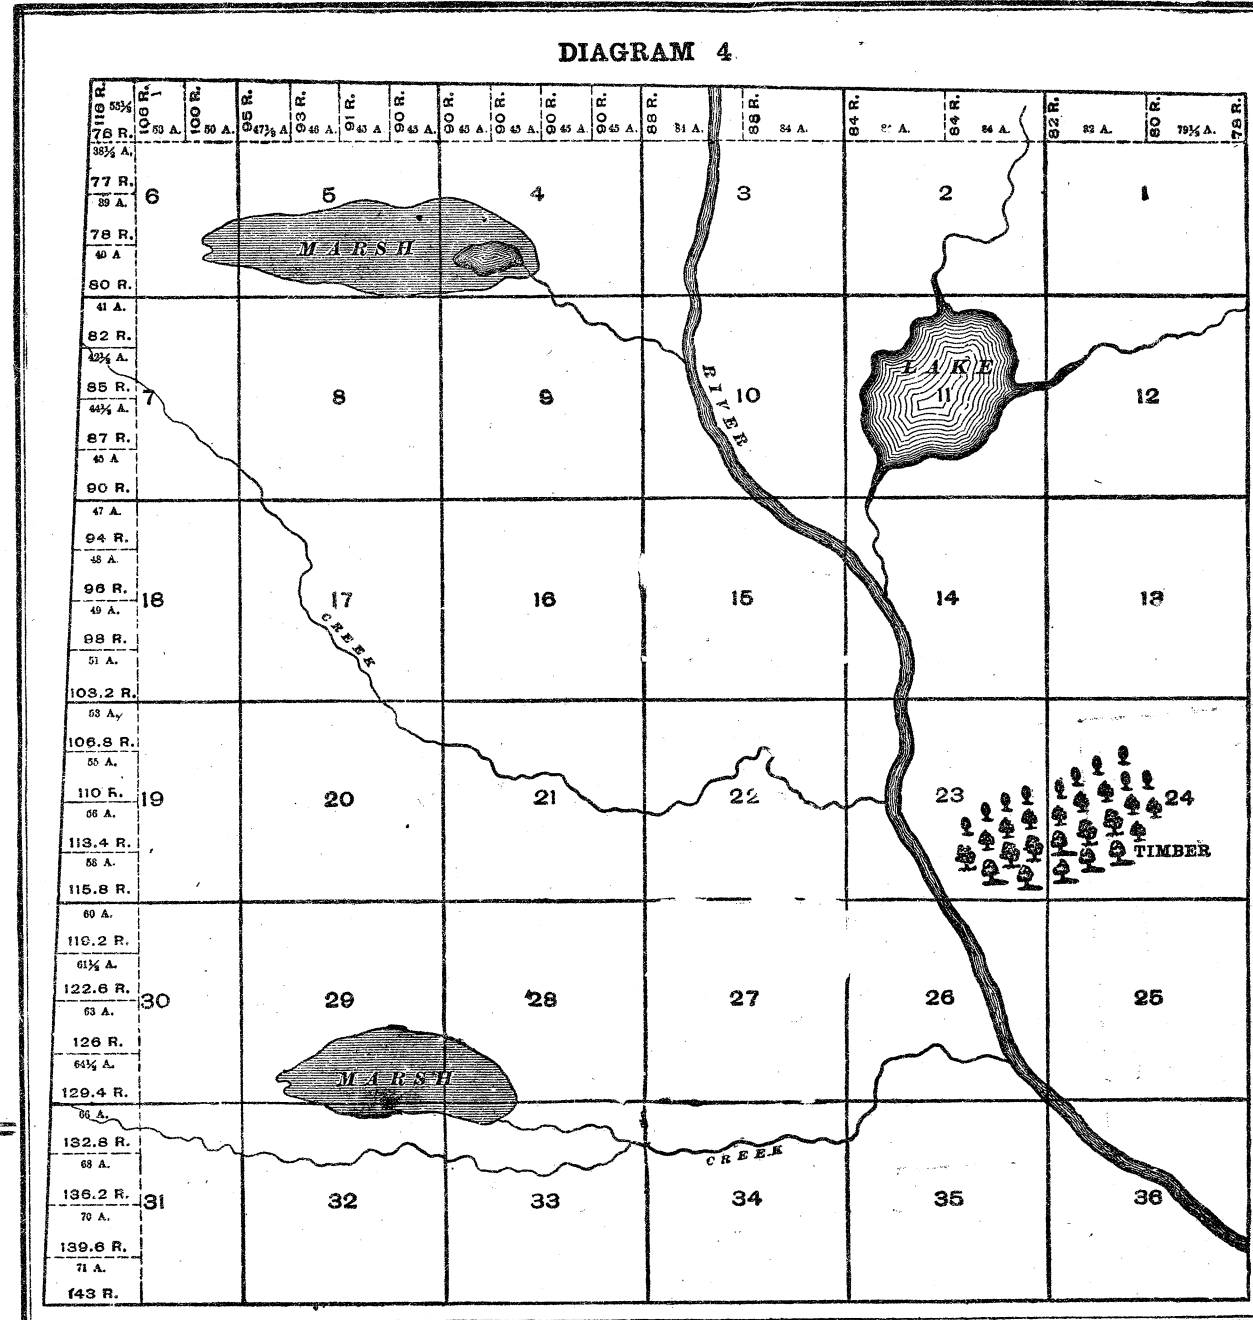 DIAGRAM 4
118 R. 55½ 106 R. 53 A. 100 R. 50 A. 95 R. 47½ A 93 R. 46 A. 91 R. 45 A 90 R. 45 A. 90 R. 45 A. 90 R. 45 A. 90 R. 45 A. 90 R. 45 A. 88 R. 84 A. 88 R. 84 A. 84 R. A. 84 R. 84 A. 82 R. 82 A. 80 R. 79½ A. 78 R.
78 R.
38½ A.
77 R.
6 5 4 3 2 1
39 A.
78 R.
MARSH
40 A
80 R.
41 A.
82 R.
42½ A.
LAKE
85 R.
7 8 9 RIVER 10 11 12
44½ A.
87 R.
45 A
90 R.
47 A.
94 R.
48 A.
96 R.
18 17 16 15 14 13
49 A.
CREEK
98 R.
51 A.
103.2 R.
53 A.
106.8 R.
55 A.
110 R.
19 20 21 22 23 24
56 A.
113.4 R.
TIMBER
58 A.
115.8 R.
60 A.
119.2 R.
61½ A.
122.6 R.
30 29 28 27 26 25
63 A.
126 R.
64½ A.
MARSH
129.4 R.
66 A.
132.8 R.
CREEK
68 A.
136.2 R.
31 32 33 34 35 36
70 A.
139.6 R.
71 A.
143 R.